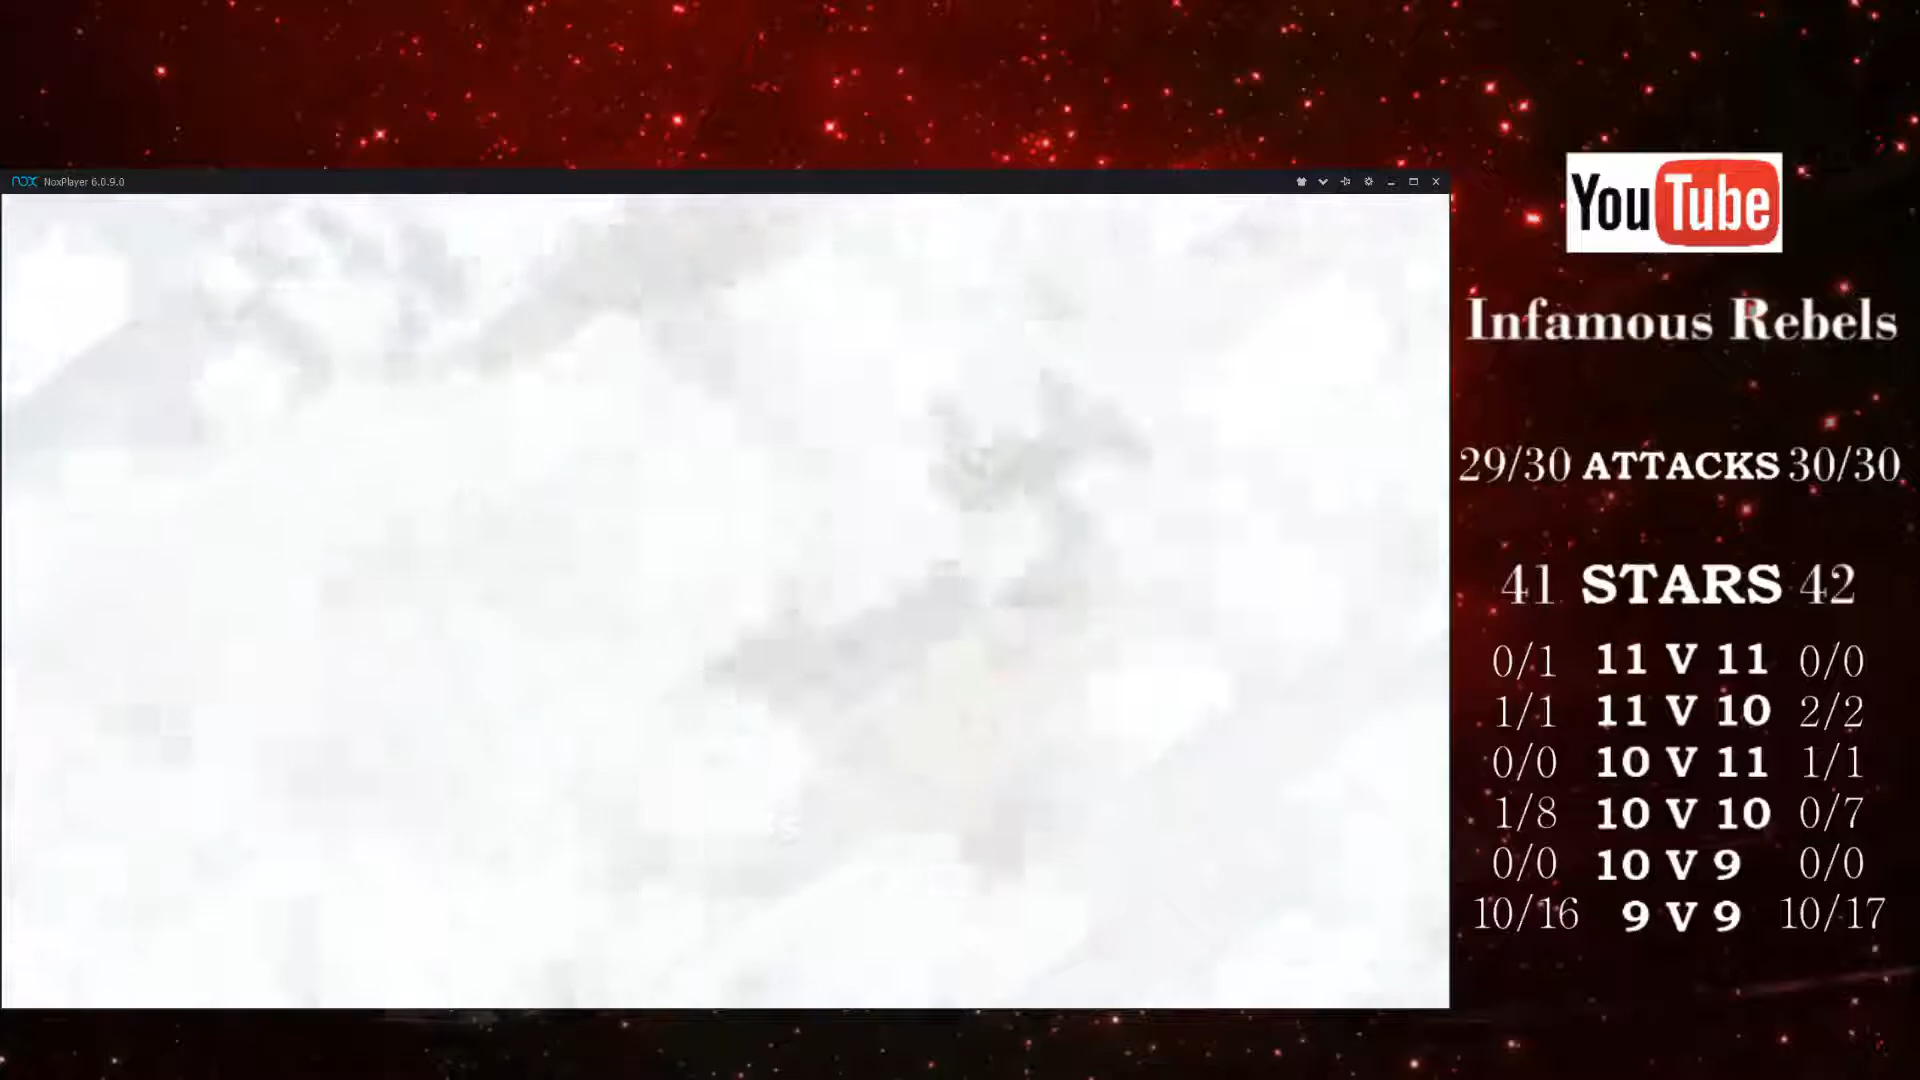 nox NoxPlayer 6.0.9.0
YouTube
Infamous Rebels
29/30 ATTACKS 30/30
41 STARS 42
0/1 11 V 11 0/0
1/1 11 V 10 2/2
0/0 10 V 11 1/1
1/8 10 V 10 0/7
0/0 10 V 9 0/0
10/16 9 V 9 10/17